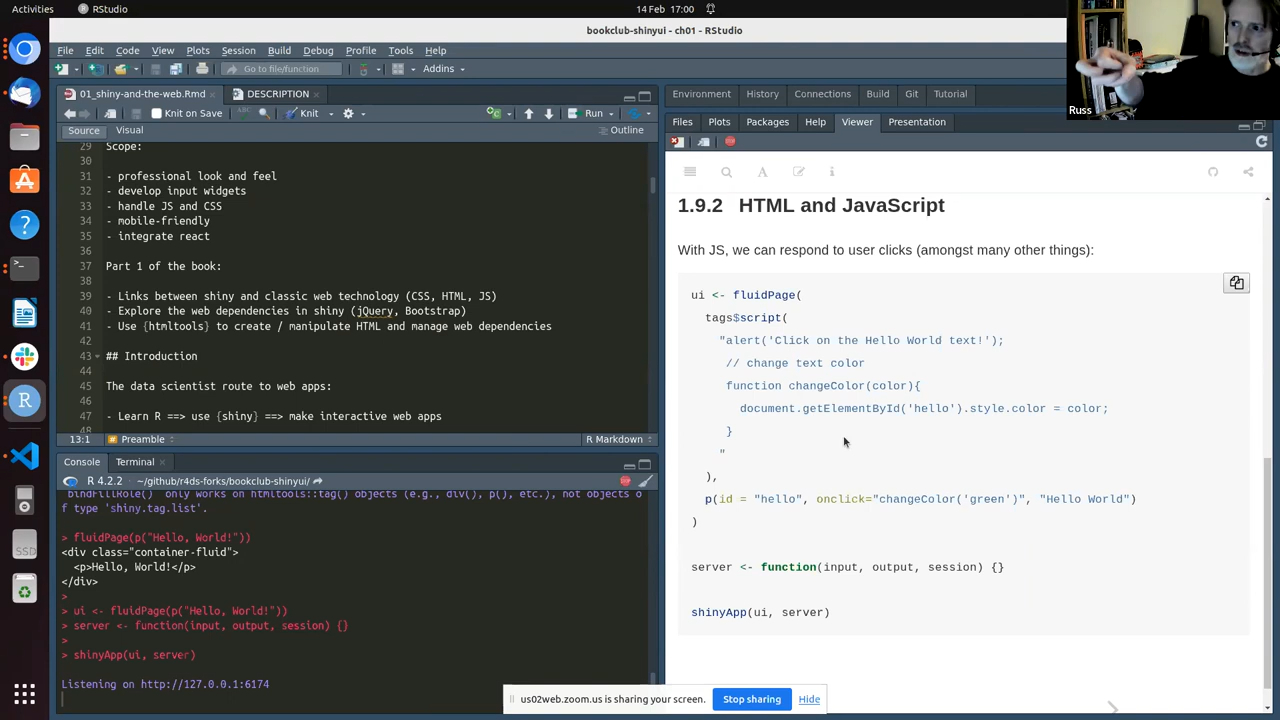 Activities RStudio 14 Feb 17:00
bookclub-shinyui - ch01 - RStudio
File Edit Code View Plots Session Build Debug Profile Tools Help
Go to file/function Addins
01_shiny-and-the-web.Rmd DESCRIPTION
Knit on Save Knit Run
Source Visual Outline
29 Scope:
30
31 - professional look and feel
32 - develop input widgets
33 - handle JS and CSS
34 - mobile-friendly
35 - integrate react
36
37 Part 1 of the book:
38
39 - Links between shiny and classic web technology (CSS, HTML, JS)
40 - Explore the web dependencies in shiny (jQuery, Bootstrap)
41 - Use {htmltools} to create / manipulate HTML and manage web dependencies
42
43 ## Introduction
44
45 The data scientist route to web apps:
46
47 - Learn R ==> use {shiny} ==> make interactive web apps
48
13:1 Preamble R Markdown
Console Terminal
R 4.2.2 · ~/github/r4ds-forks/bookclub-shinyui/
`bindFillRole()` only works on htmltools::tag() objects (e.g., div(), p(), etc.), not objects o
f type 'shiny.tag.list'.
> fluidPage(p("Hello, World!"))
<div class="container-fluid">
<p>Hello, World!</p>
</div>
>
> ui <- fluidPage(p("Hello, World!"))
> server <- function(input, output, session) {}
>
> shinyApp(ui, server)
Listening on http://127.0.0.1:6174
Environment History Connections Build Git Tutorial
Files Plots Packages Help Viewer Presentation
1.9.2 HTML and JavaScript
With JS, we can respond to user clicks (amongst many other things):
ui <- fluidPage(
tags$script(
"alert('Click on the Hello World text!');
// change text color
function changeColor(color){
document.getElementById('hello').style.color = color;
}
"
),
p(id = "hello", onclick="changeColor('green')", "Hello World")
)
server <- function(input, output, session) {}
shinyApp(ui, server)
Russ
SSD
us02web.zoom.us is sharing your screen. Stop sharing Hide